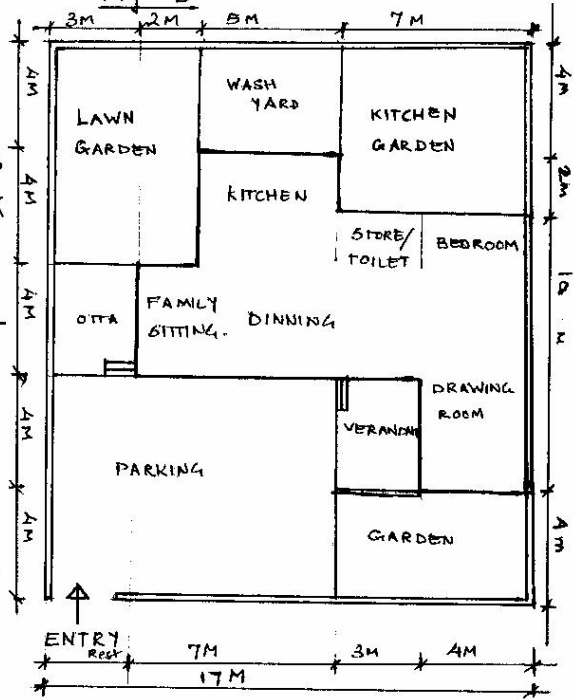 3M 2M 5M 7M
WASH
YARD
LAWN
GARDEN
KITCHEN
GARDEN
KITCHEN
STORE/
TOILET
BEDROOM
OTTA
FAMILY
SITTING.
DINNING
DRAWING
ROOM
VERANDAH
PARKING
GARDEN
4M
4M
4M
4M
4M
4M
2M
10 M
4M
ENTRY
7M 3M 4M
17M